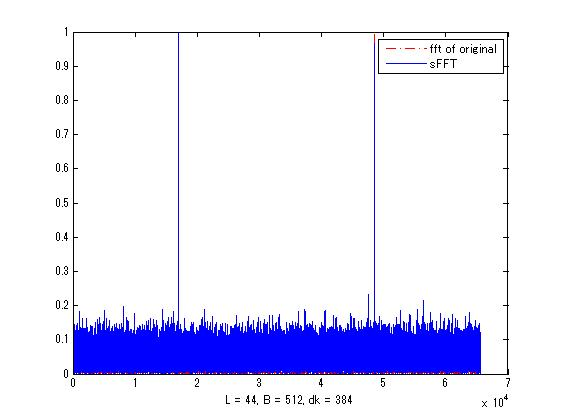 1
0.9
0.8
0.7
0.6
0.5
0.4
0.3
0.2
0.1
0
fft of original
sFFT
0 1 2 3 4 5 6 7
x 10^4
L = 44, B = 512, dk = 384